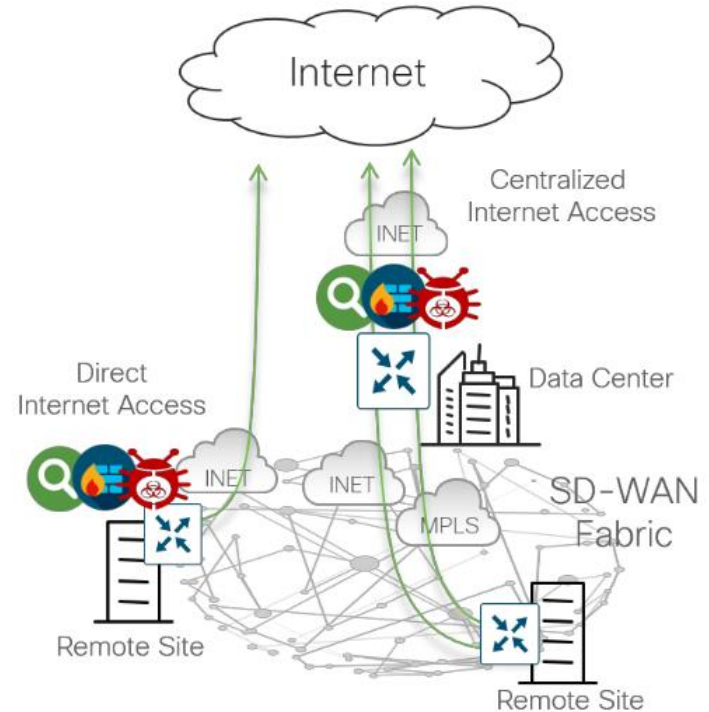 Internet
Centralized
Internet Access
INET
Direct
Internet Access
Data Center
INET
INET
MPLS
SD-WAN
Fabric
Remote Site
Remote Site